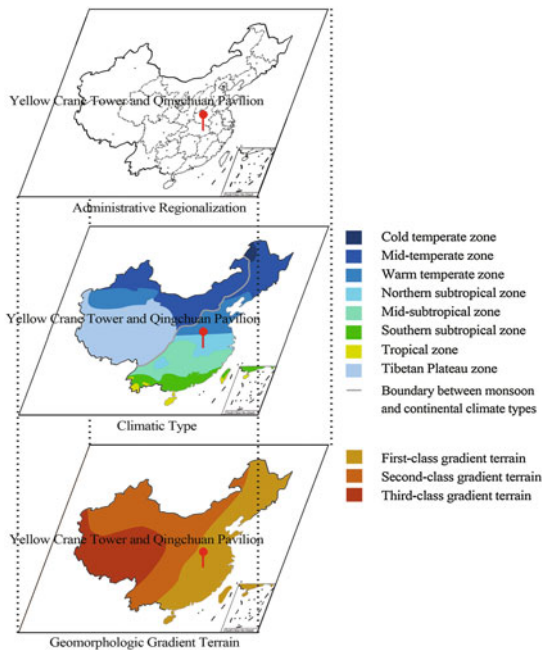 Yellow Crane Tower and Qingchuan Pavilion
Administrative Regionalization
Yellow Crane Tower and Qingchuan Pavilion
Climatic Type
Cold temperate zone
Mid-temperate zone
Warm temperate zone
Northern subtropical zone
Mid-subtropical zone
Southern subtropical zone
Tropical zone
Tibetan Plateau zone
Boundary between monsoon
and continental climate types
Yellow Crane Tower and Qingchuan Pavilion
Geomorphologic Gradient Terrain
First-class gradient terrain
Second-class gradient terrain
Third-class gradient terrain